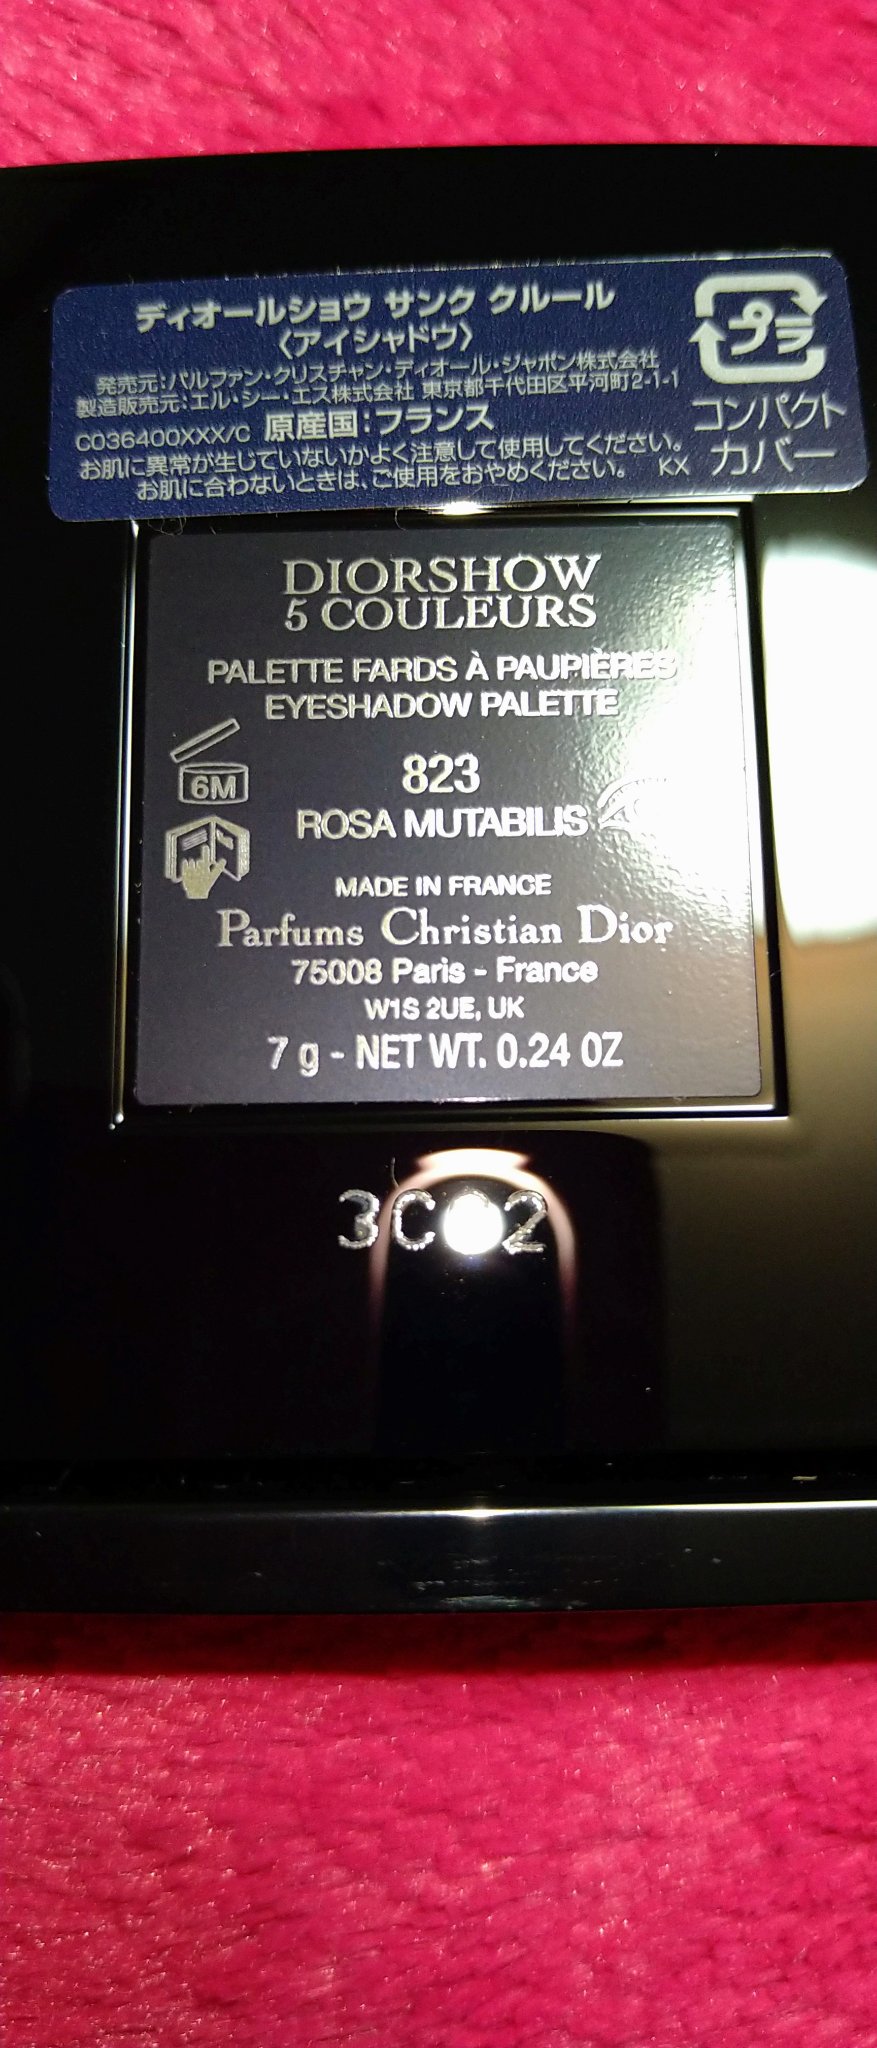 ディオールショウ サンク クルール
〈アイシャドウ〉
発売元:パルファン・クリスチャン・ディオール・ジャポン株式会社
製造販売元:エル・シー・エス株式会社 東京都千代田区平河町2-1-1
C036400XXX/C 原産国:フランス
お肌に異常が生じていないかよく注意して使用してください。
お肌に合わないときは、ご使用をおやめください。 KX
プラ
コンパクト
カバー
DIORSHOW
5 COULEURS
PALETTE FARDS À PAUPIÈRES
EYESHADOW PALETTE
6M
823
ROSA MUTABILIS
MADE IN FRANCE
Parfums Christian Dior
75008 Paris - France
W1S 2UE, UK
7 g - NET WT. 0.24 OZ